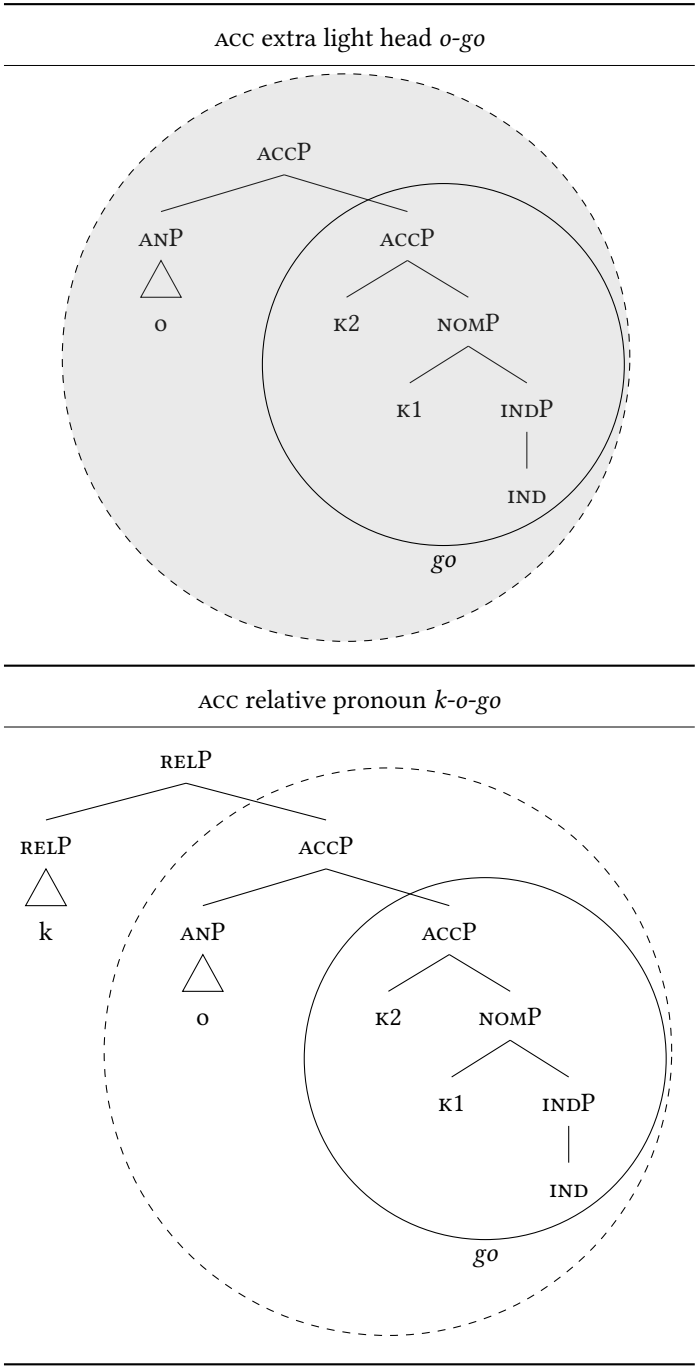 ACC extra light head o-go
ACCP
ANP ACCP
o K2 NOMP
K1 INDP
IND
go
ACC relative pronoun k-o-go
RELP
RELP ACCP
k ANP ACCP
o K2 NOMP
K1 INDP
IND
go